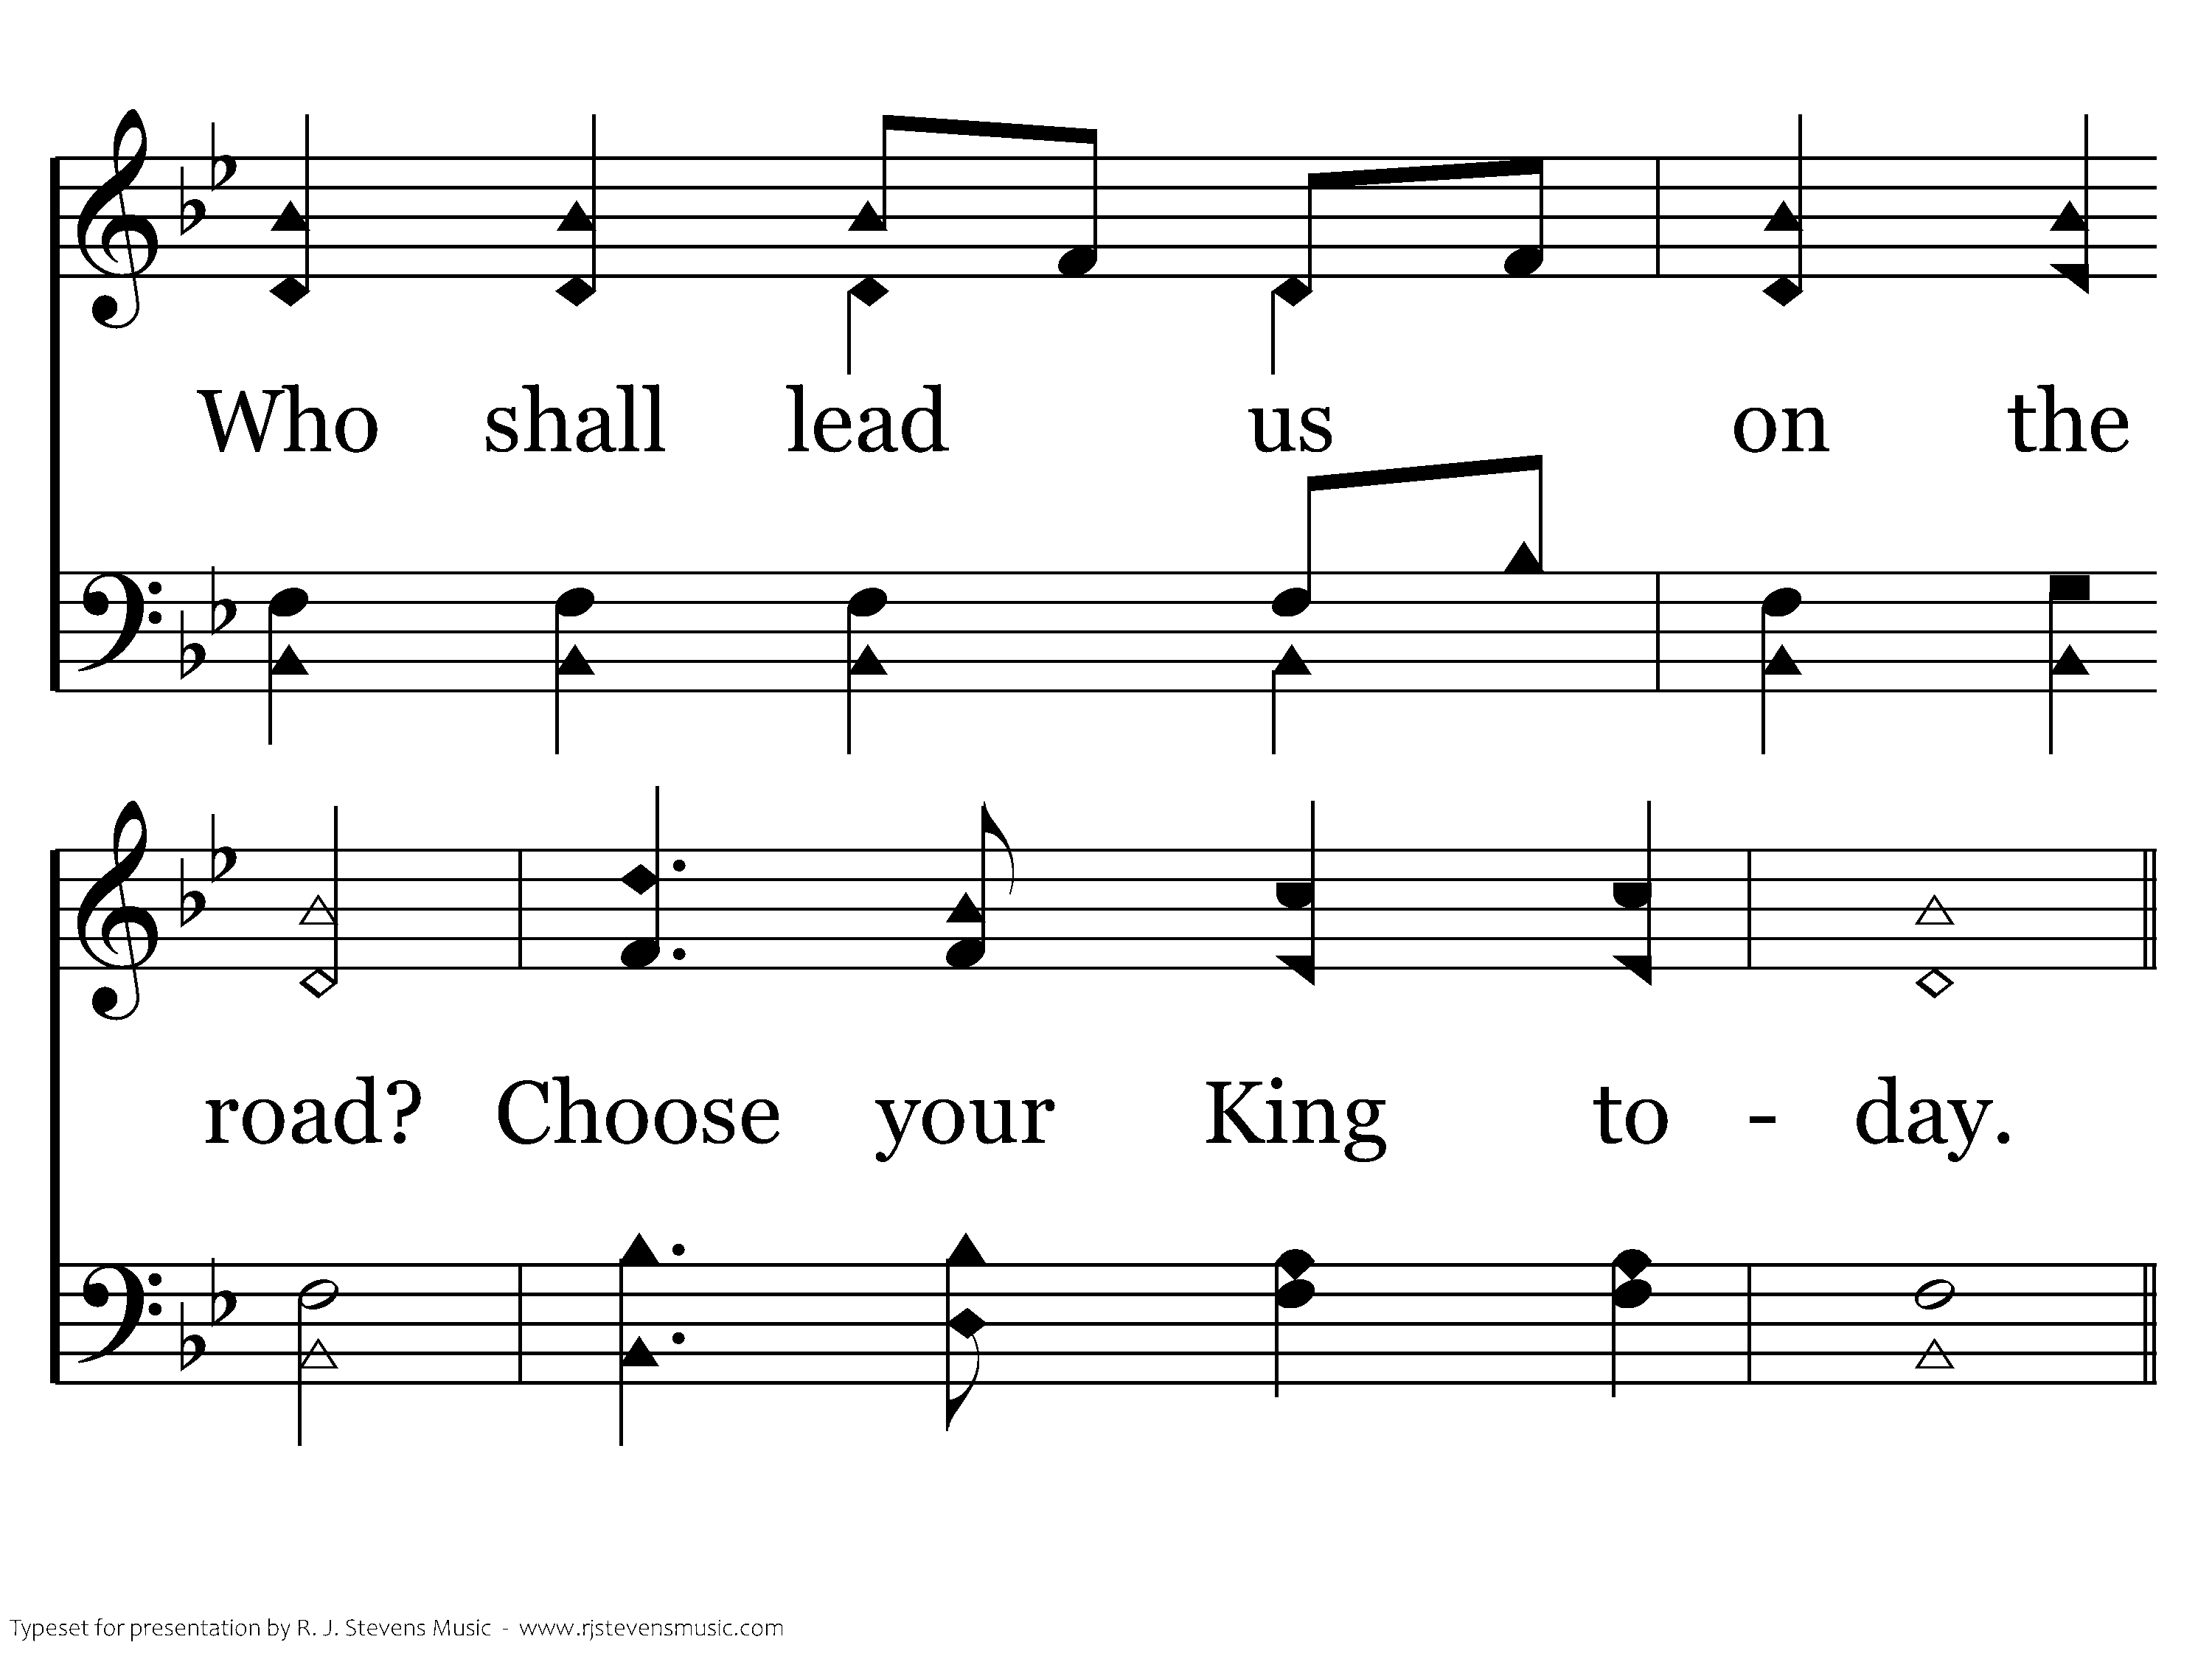 Who shall lead us on the
road? Choose your King to - day.
Typeset for presentation by R. J. Stevens Music - www.rjstevensmusic.com